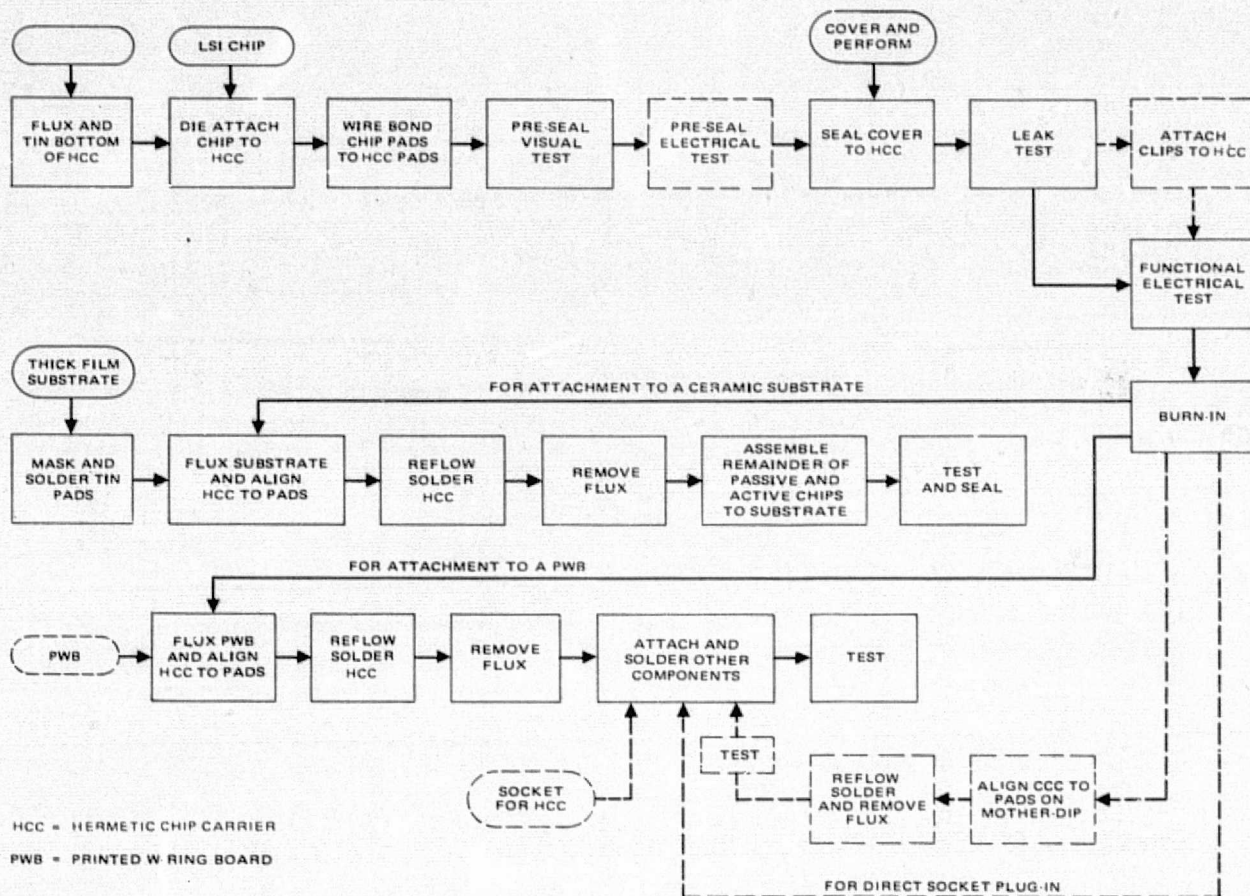 LSI CHIP
COVER AND
PERFORM
FLUX AND
TIN BOTTOM
OF HCC
DIE ATTACH
CHIP TO
HCC
WIRE BOND
CHIP PADS
TO HCC PADS
PRE-SEAL
VISUAL
TEST
PRE-SEAL
ELECTRICAL
TEST
SEAL COVER
TO HCC
LEAK
TEST
ATTACH
CLIPS TO HCC
FUNCTIONAL
ELECTRICAL
TEST
THICK FILM
SUBSTRATE
FOR ATTACHMENT TO A CERAMIC SUBSTRATE
BURN-IN
MASK AND
SOLDER TIN
PADS
FLUX SUBSTRATE
AND ALIGN
HCC TO PADS
REFLOW
SOLDER
HCC
REMOVE
FLUX
ASSEMBLE
REMAINDER OF
PASSIVE AND
ACTIVE CHIPS
TO SUBSTRATE
TEST
AND SEAL
FOR ATTACHMENT TO A PWB
PWB
FLUX PWB
AND ALIGN
HCC TO PADS
REFLOW
SOLDER
HCC
REMOVE
FLUX
ATTACH AND
SOLDER OTHER
COMPONENTS
TEST
SOCKET
FOR HCC
TEST
REFLOW
SOLDER
AND REMOVE
FLUX
ALIGN CCC TO
PADS ON
MOTHER-DIP
HCC = HERMETIC CHIP CARRIER
PWB = PRINTED W RING BOARD
FOR DIRECT SOCKET PLUG-IN